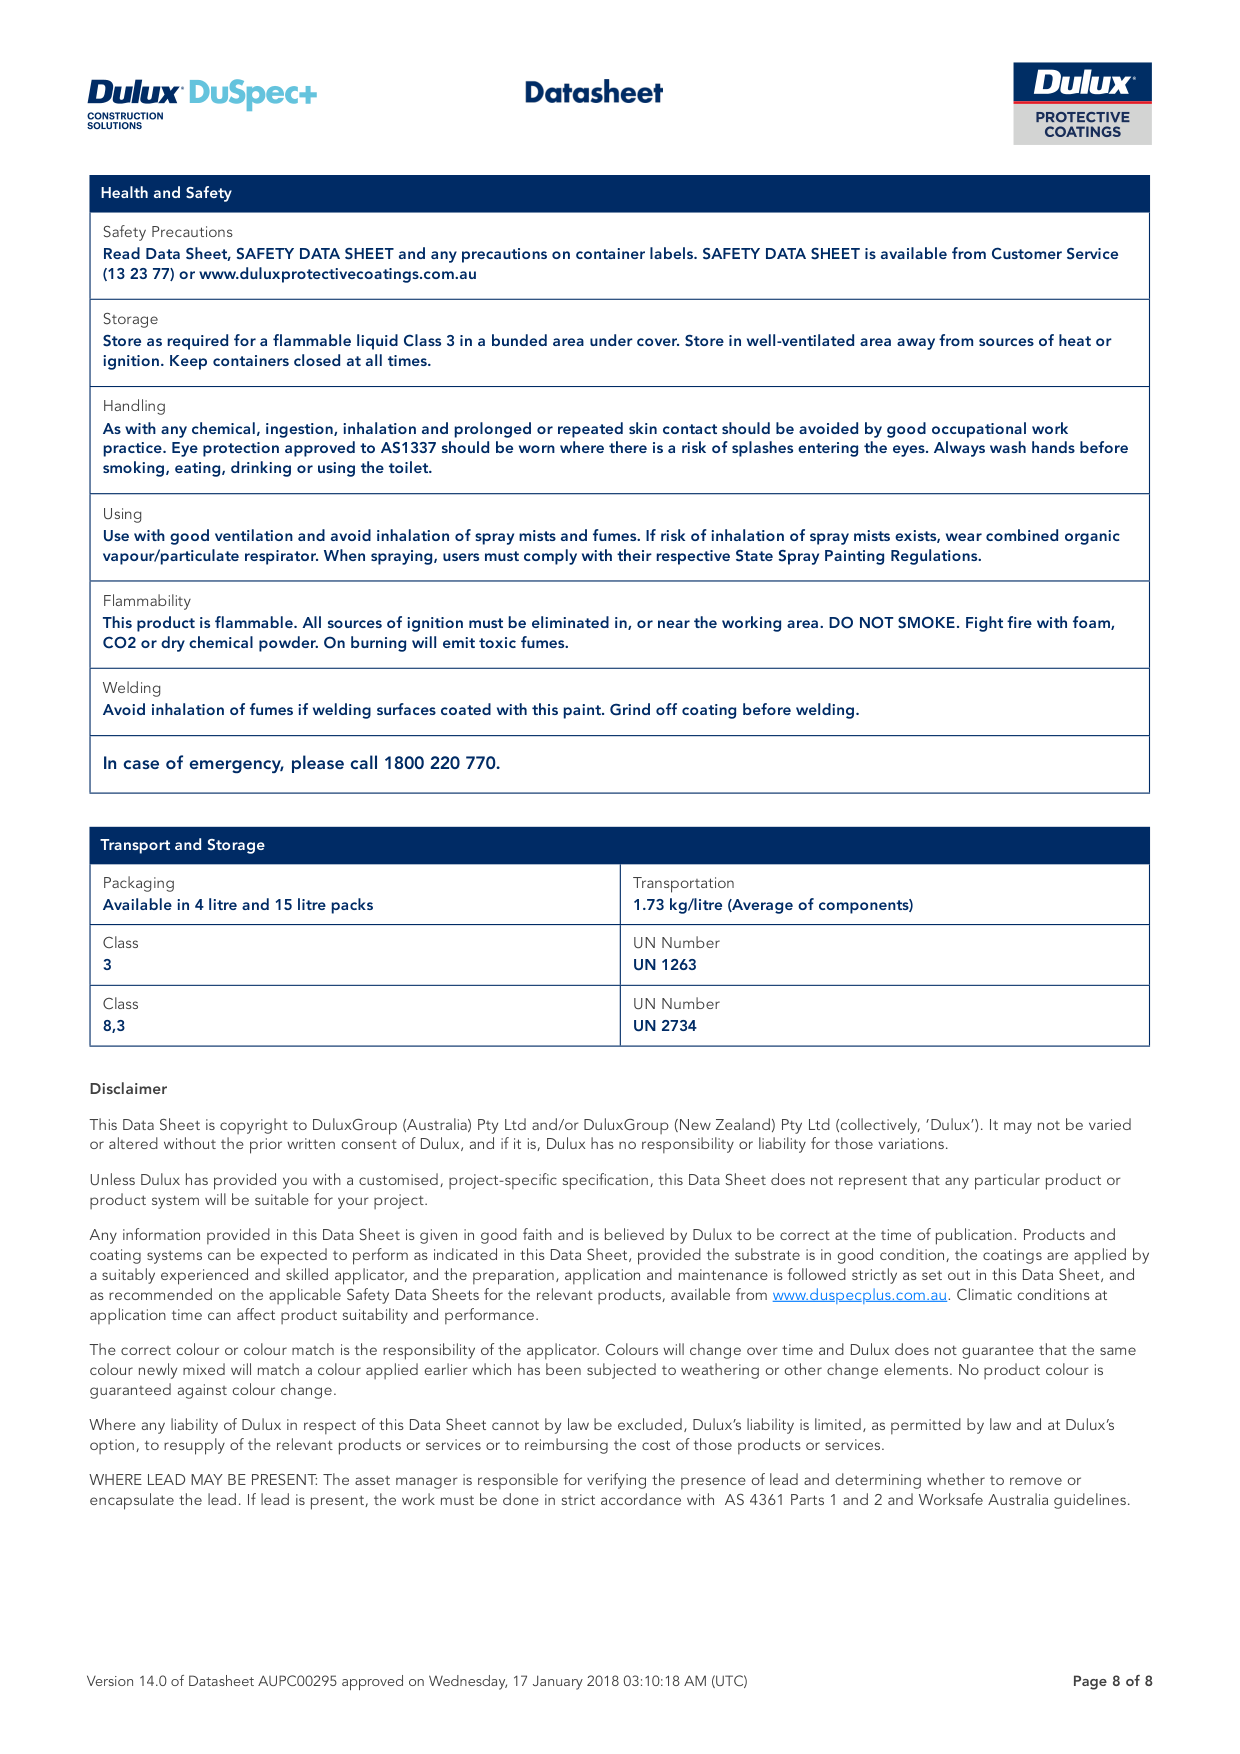 Dulux DuSpec+
CONSTRUCTION
SOLUTIONS
Datasheet
Dulux
PROTECTIVE
COATINGS
Health and Safety
Safety Precautions
Read Data Sheet, SAFETY DATA SHEET and any precautions on container labels. SAFETY DATA SHEET is available from Customer Service
(13 23 77) or www.duluxprotectivecoatings.com.au
Storage
Store as required for a flammable liquid Class 3 in a bunded area under cover. Store in well-ventilated area away from sources of heat or
ignition. Keep containers closed at all times.
Handling
As with any chemical, ingestion, inhalation and prolonged or repeated skin contact should be avoided by good occupational work
practice. Eye protection approved to AS1337 should be worn where there is a risk of splashes entering the eyes. Always wash hands before
smoking, eating, drinking or using the toilet.
Using
Use with good ventilation and avoid inhalation of spray mists and fumes. If risk of inhalation of spray mists exists, wear combined organic
vapour/particulate respirator. When spraying, users must comply with their respective State Spray Painting Regulations.
Flammability
This product is flammable. All sources of ignition must be eliminated in, or near the working area. DO NOT SMOKE. Fight fire with foam,
CO2 or dry chemical powder. On burning will emit toxic fumes.
Welding
Avoid inhalation of fumes if welding surfaces coated with this paint. Grind off coating before welding.
In case of emergency, please call 1800 220 770.
Transport and Storage
Packaging
Available in 4 litre and 15 litre packs
Transportation
1.73 kg/litre (Average of components)
Class
3
UN Number
UN 1263
Class
8,3
UN Number
UN 2734
Disclaimer
This Data Sheet is copyright to DuluxGroup (Australia) Pty Ltd and/or DuluxGroup (New Zealand) Pty Ltd (collectively, ‘Dulux’). It may not be varied
or altered without the prior written consent of Dulux, and if it is, Dulux has no responsibility or liability for those variations.
Unless Dulux has provided you with a customised, project-specific specification, this Data Sheet does not represent that any particular product or
product system will be suitable for your project.
Any information provided in this Data Sheet is given in good faith and is believed by Dulux to be correct at the time of publication. Products and
coating systems can be expected to perform as indicated in this Data Sheet, provided the substrate is in good condition, the coatings are applied by
a suitably experienced and skilled applicator, and the preparation, application and maintenance is followed strictly as set out in this Data Sheet, and
as recommended on the applicable Safety Data Sheets for the relevant products, available from www.duspecplus.com.au. Climatic conditions at
application time can affect product suitability and performance.
The correct colour or colour match is the responsibility of the applicator. Colours will change over time and Dulux does not guarantee that the same
colour newly mixed will match a colour applied earlier which has been subjected to weathering or other change elements. No product colour is
guaranteed against colour change.
Where any liability of Dulux in respect of this Data Sheet cannot by law be excluded, Dulux’s liability is limited, as permitted by law and at Dulux’s
option, to resupply of the relevant products or services or to reimbursing the cost of those products or services.
WHERE LEAD MAY BE PRESENT: The asset manager is responsible for verifying the presence of lead and determining whether to remove or
encapsulate the lead. If lead is present, the work must be done in strict accordance with  AS 4361 Parts 1 and 2 and Worksafe Australia guidelines.
Version 14.0 of Datasheet AUPC00295 approved on Wednesday, 17 January 2018 03:10:18 AM (UTC)
Page 8 of 8